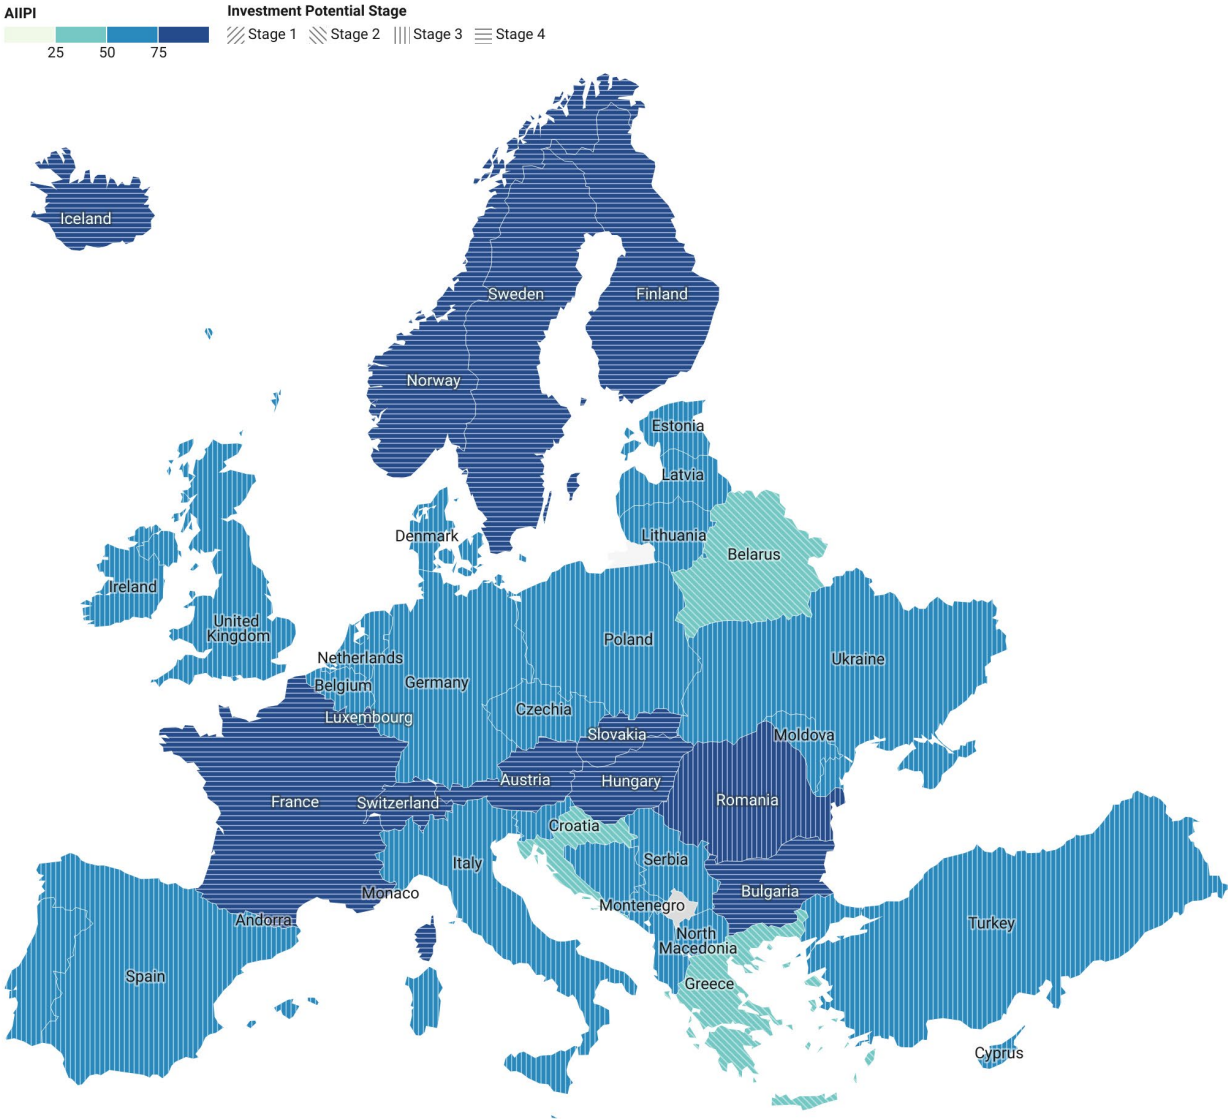 AIIPI
25 50 75
Investment Potential Stage
Stage 1 Stage 2 Stage 3 Stage 4
Iceland
Sweden
Finland
Norway
Estonia
Latvia
Denmark
Lithuania
Belarus
Ireland
United
Kingdom
Poland
Netherlands
Ukraine
Belgium
Germany
Czechia
Luxembourg
Slovakia
Moldova
Austria
Hungary
France
Switzerland
Romania
Croatia
Italy
Serbia
Monaco
Bulgaria
Montenegro
Andorra
Turkey
North
Macedonia
Spain
Greece
Cyprus